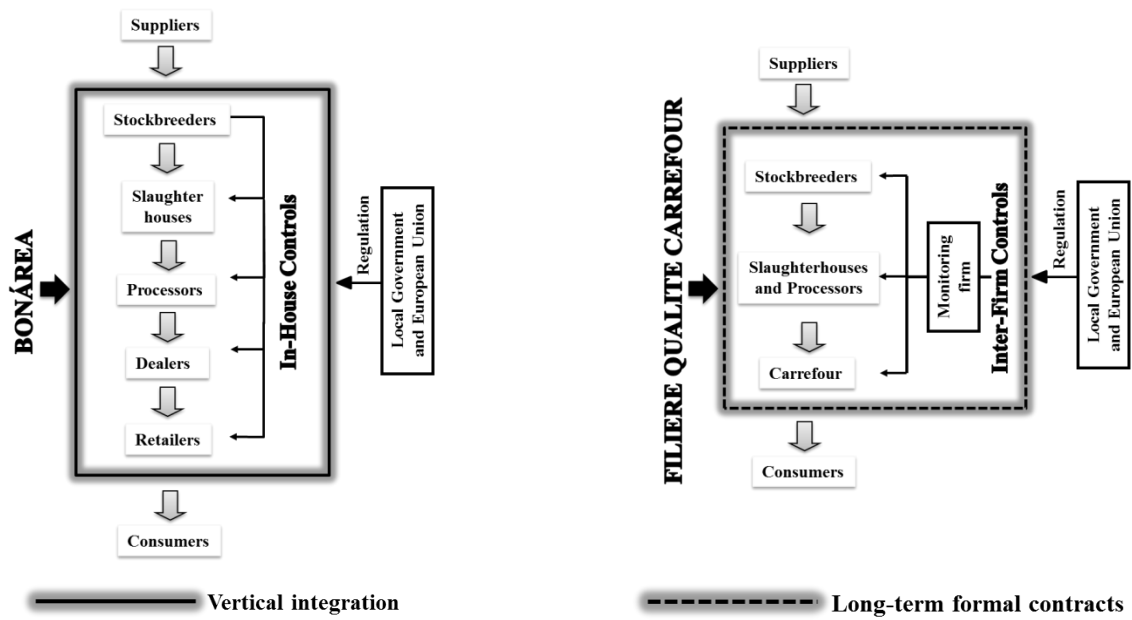 BONÁREA
Suppliers
Stockbreeders
Slaughter
houses
Processors
Dealers
Retailers
Consumers
In-House Controls
Regulation
Local Government
and European Union
Vertical integration
FILIERE QUALITE CARREFOUR
Suppliers
Stockbreeders
Slaughterhouses
and Processors
Carrefour
Consumers
Monitoring
firm
Inter-Firm Controls
Regulation
Local Government
and European Union
Long-term formal contracts